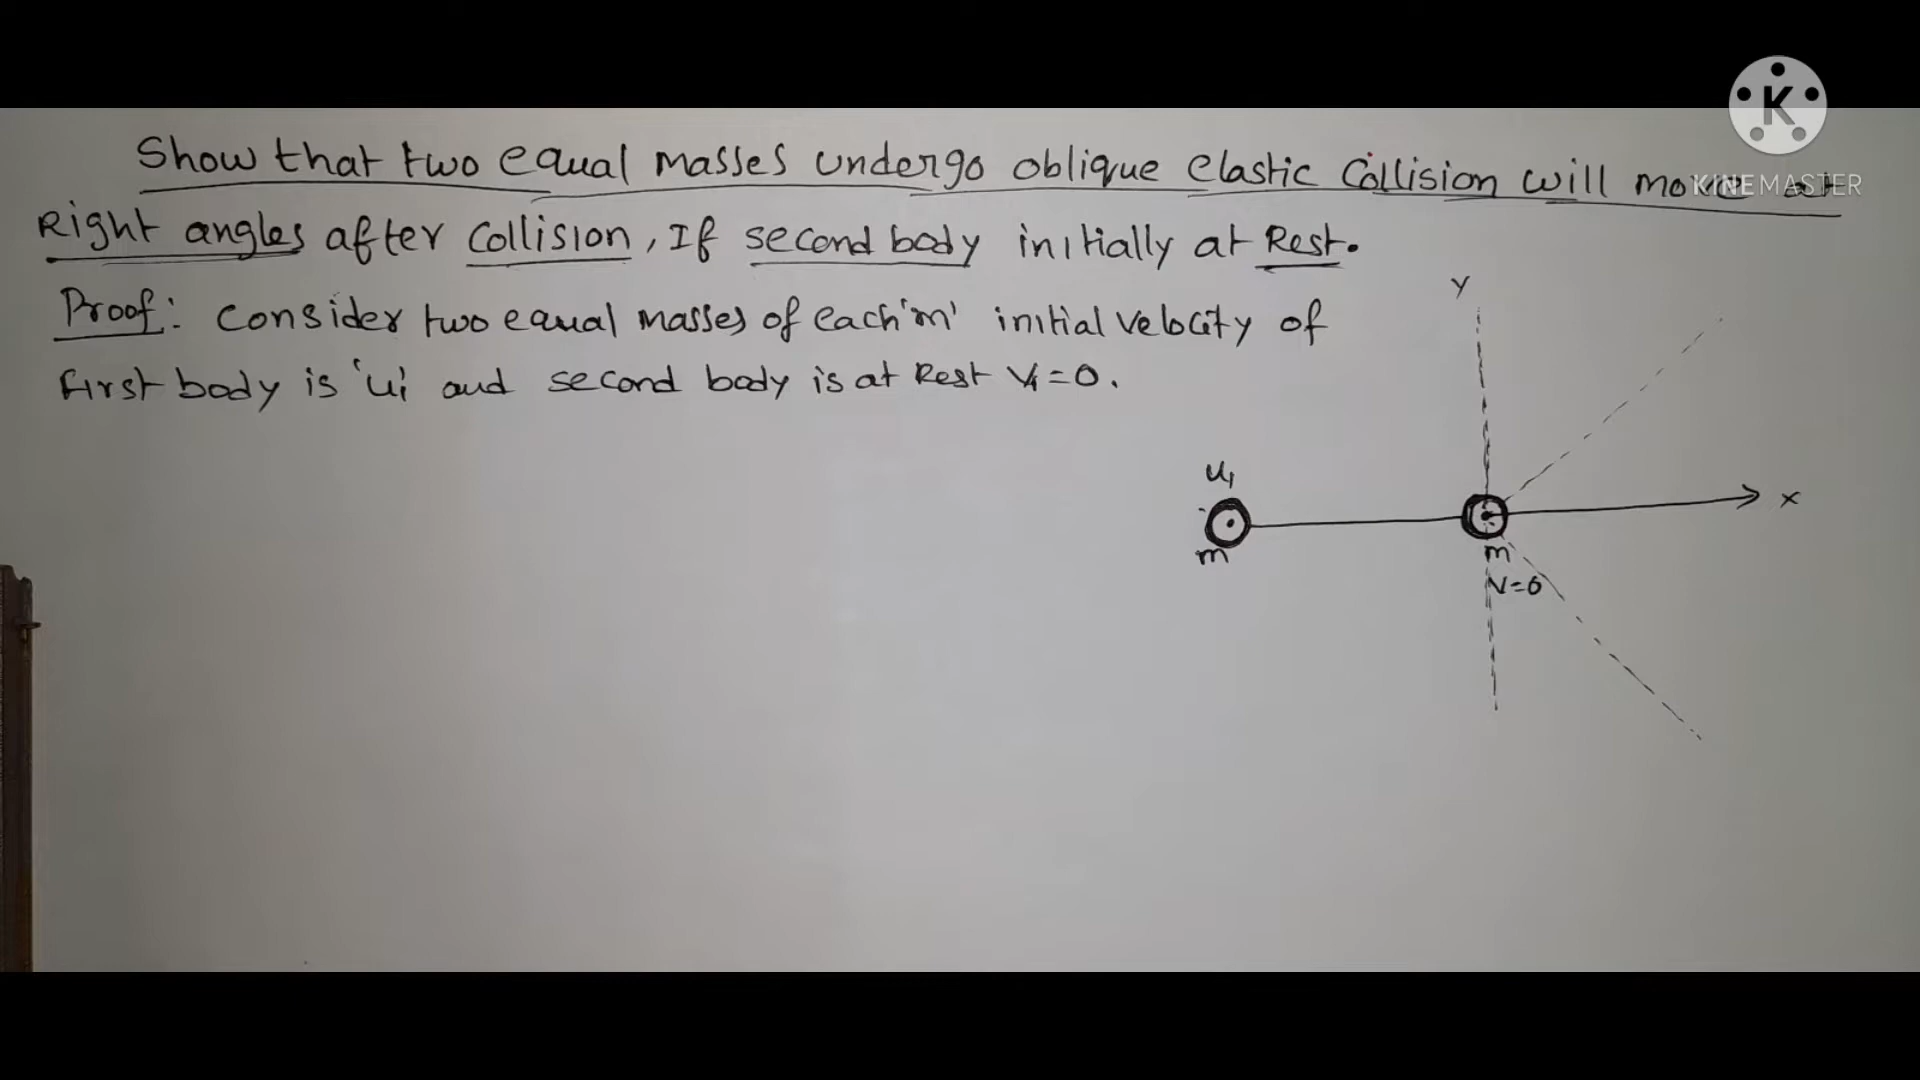 Show that two equal masses undergo oblique elastic collision will move at
Right angles after collision, If second body initially at Rest.
Proof: Consider two equal masses of each 'm' initial velocity of
First body is 'u1' and second body is at Rest V1=0.
Y
u1
m
x
m
V=0
K
KINEMASTER